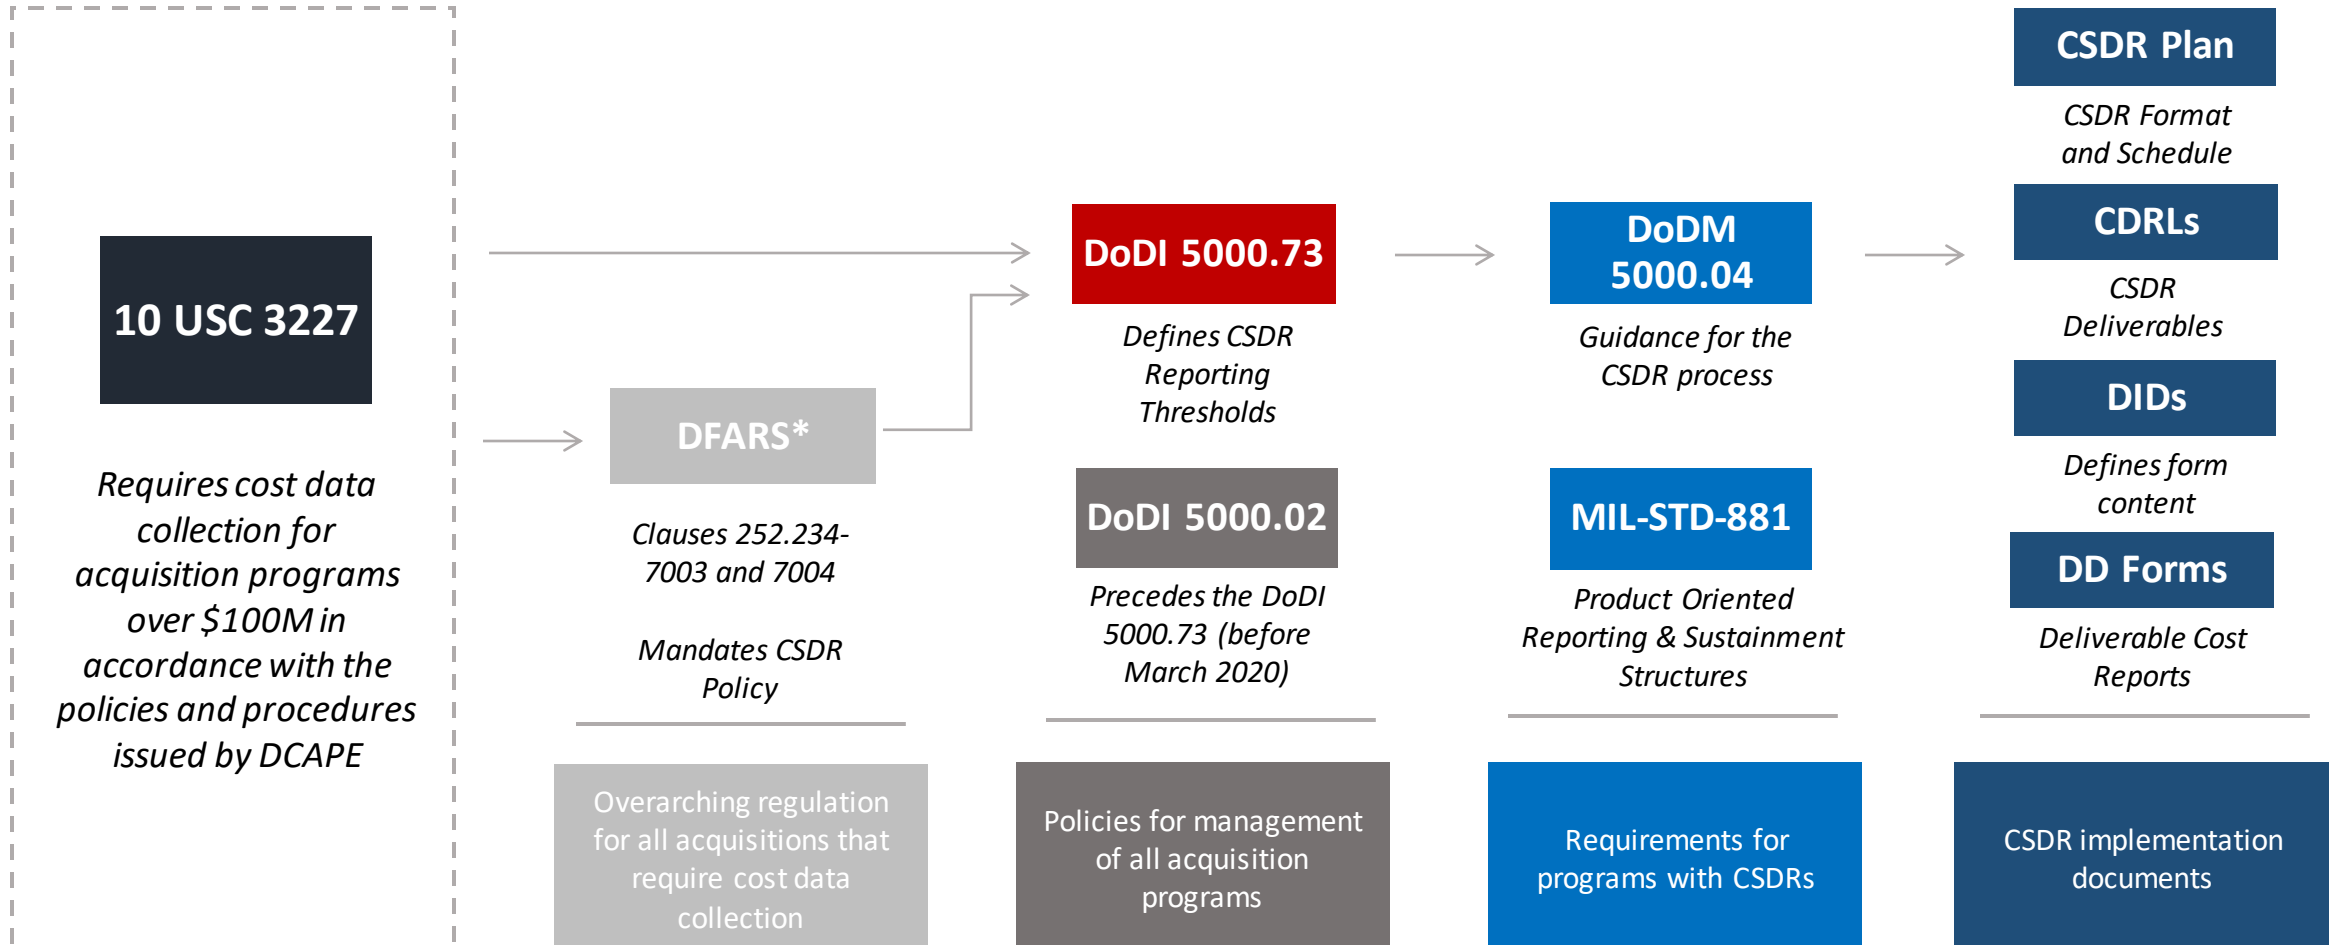 10 USC 3227
Requires cost data
collection for
acquisition programs
over $100M in
accordance with the
policies and procedures
issued by DCAPE
DFARS*
Clauses 252.234-
7003 and 7004
Mandates CSDR
Policy
Overarching regulation
for all acquisitions that
require cost data
collection
DoDI 5000.73
Defines CSDR
Reporting
Thresholds
DoDI 5000.02
Precedes the DoDI
5000.73 (before
March 2020)
Policies for management
of all acquisition
programs
DoDM
5000.04
Guidance for the
CSDR process
MIL-STD-881
Product Oriented
Reporting & Sustainment
Structures
Requirements for
programs with CSDRs
CSDR Plan
CSDR Format
and Schedule
CDRLs
CSDR
Deliverables
DIDs
Defines form
content
DD Forms
Deliverable Cost
Reports
CSDR implementation
documents